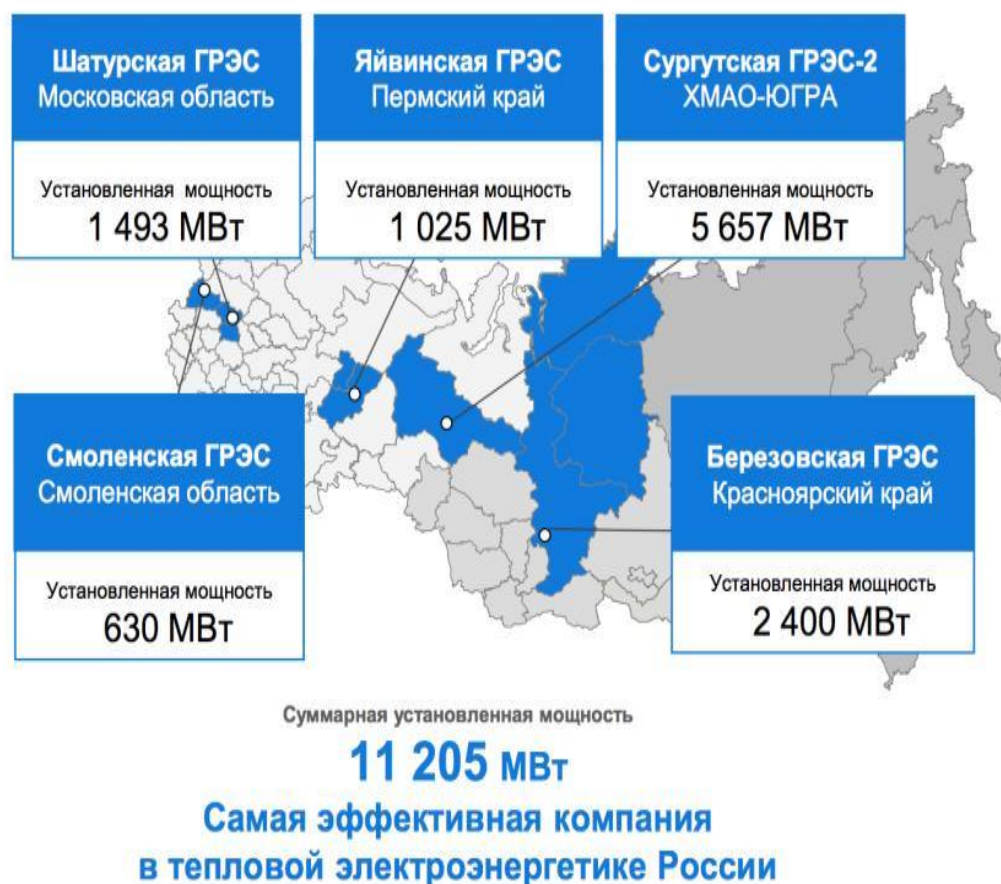 Шатурская ГРЭС
Московская область
Установленная мощность
1 493 МВт
Яйвинская ГРЭС
Пермский край
Установленная мощность
1 025 МВт
Сургутская ГРЭС-2
ХМАО-ЮГРА
Установленная мощность
5 657 МВт
Смоленская ГРЭС
Смоленская область
Установленная мощность
630 МВт
Березовская ГРЭС
Красноярский край
Установленная мощность
2 400 МВт
Суммарная установленная мощность
11 205 МВт
Самая эффективная компания
в тепловой электроэнергетике России